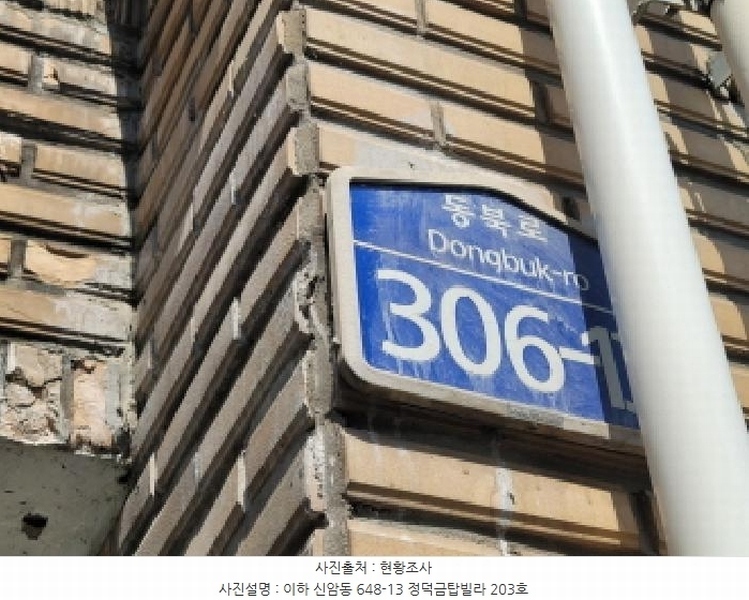 동북로
Dongbuk-ro
306-
사진출처 : 현황조사
사진설명 : 이하 신암동 648-13 정덕금탑빌라 203호